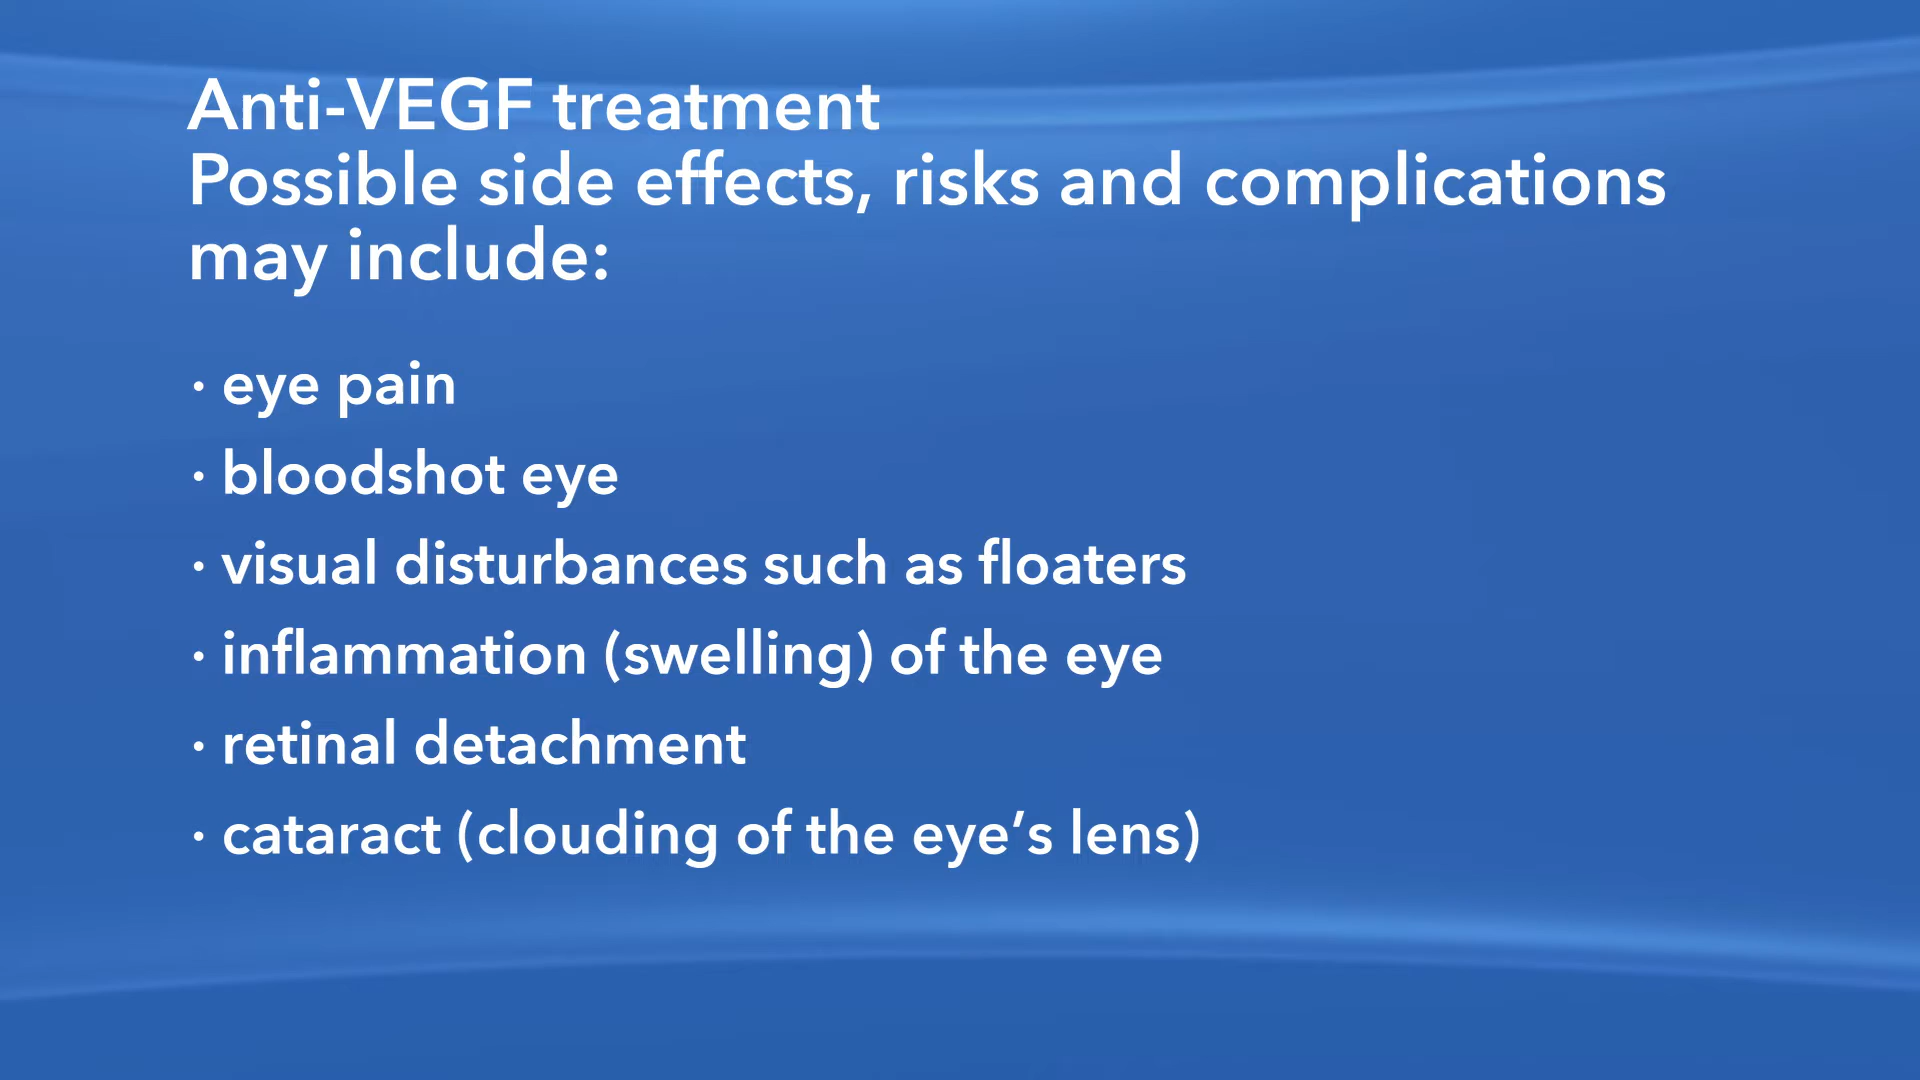 Anti-VEGF treatment
Possible side effects, risks and complications
may include:
· eye pain
· bloodshot eye
· visual disturbances such as floaters
· inflammation (swelling) of the eye
· retinal detachment
· cataract (clouding of the eye’s lens)